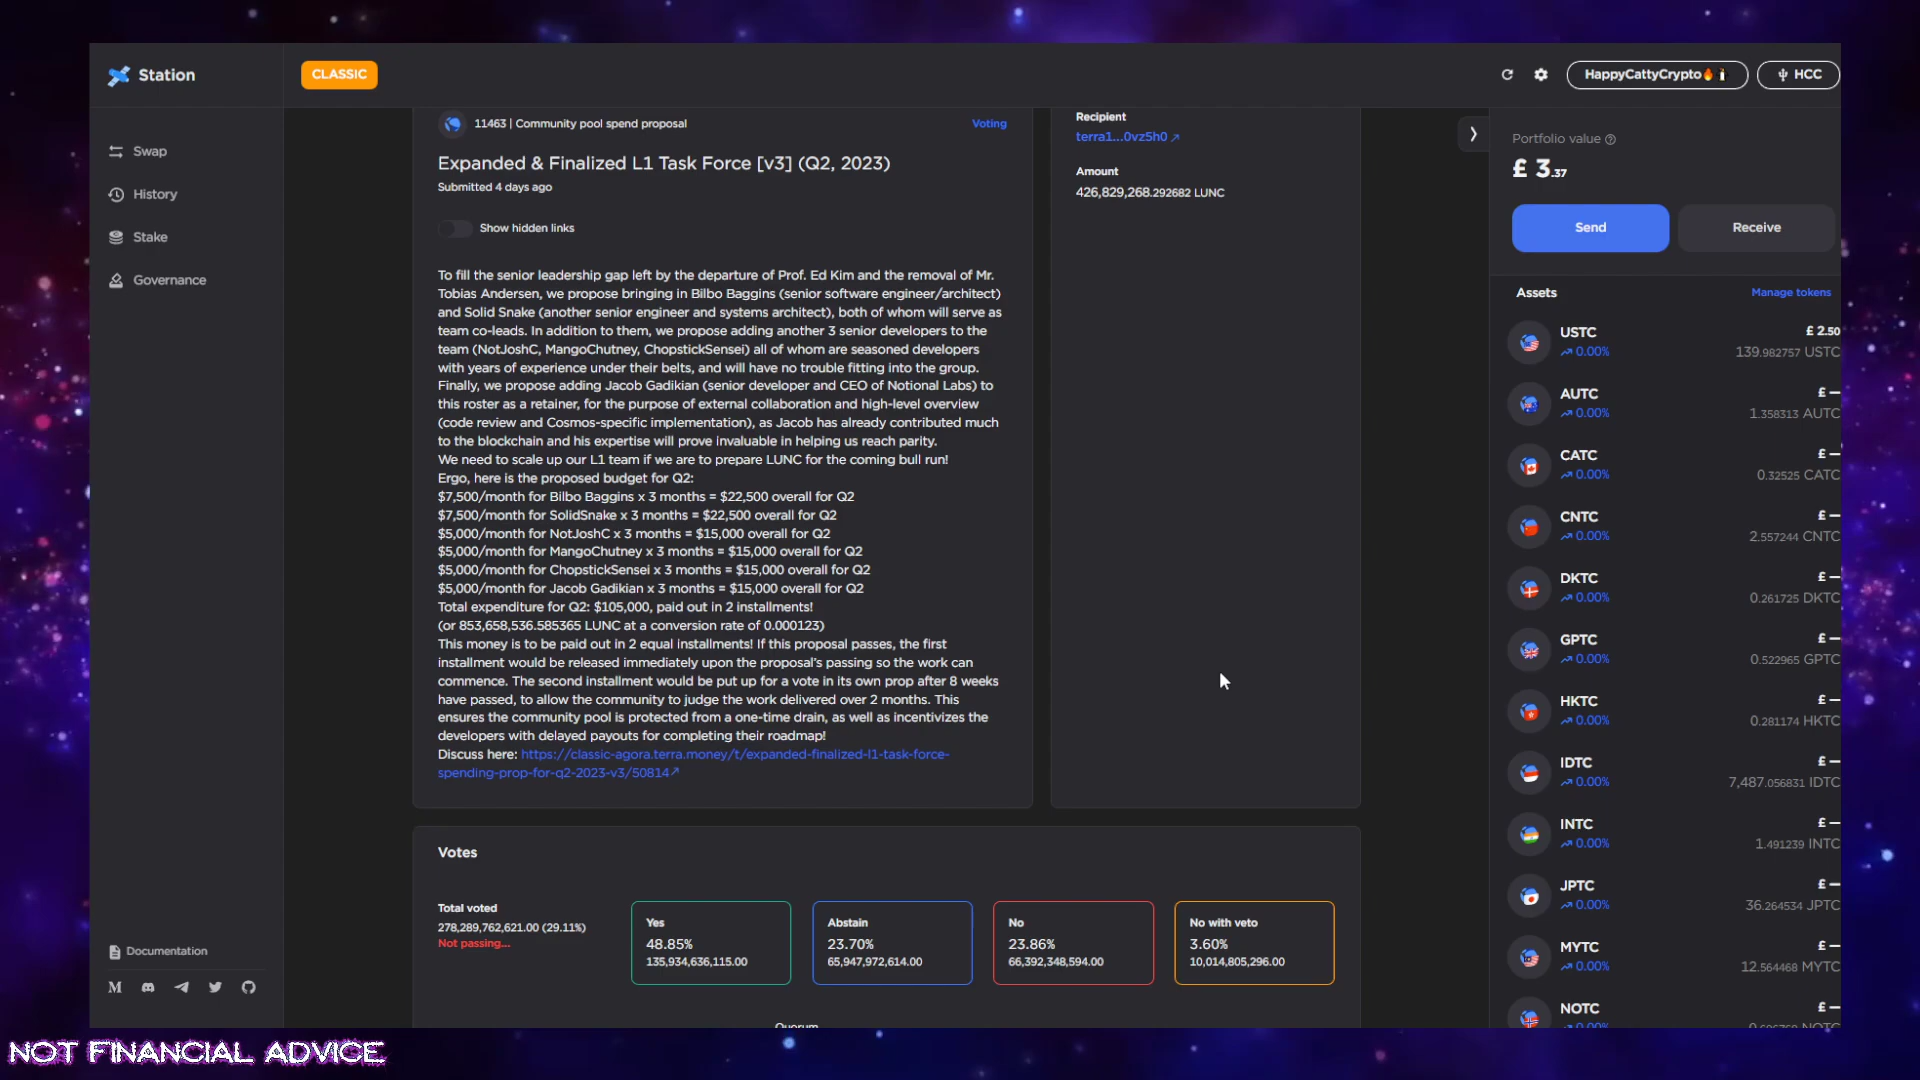 Station
CLASSIC
HappyCattyCrypto
HCC
Swap
History
Stake
Governance
Documentation
11463 | Community pool spend proposal
Voting
Expanded & Finalized L1 Task Force [v3] (Q2, 2023)
Submitted 4 days ago
Show hidden links
To fill the senior leadership gap left by the departure of Prof. Ed Kim and the removal of Mr.
Tobias Andersen, we propose bringing in Bilbo Baggins (senior software engineer/architect)
and Solid Snake (another senior engineer and systems architect), both of whom will serve as
team co-leads. In addition to them, we propose adding another 3 senior developers to the
team (NotJoshC, MangoChutney, ChopstickSensei) all of whom are seasoned developers
with years of experience under their belts, and will have no trouble fitting into the group.
Finally, we propose adding Jacob Gadikian (senior developer and CEO of Notional Labs) to
this roster as a retainer, for the purpose of external collaboration and high-level overview
(code review and Cosmos-specific implementation), as Jacob has already contributed much
to the blockchain and his expertise will prove invaluable in helping us reach parity.
We need to scale up our L1 team if we are to prepare LUNC for the coming bull run!
Ergo, here is the proposed budget for Q2:
$7,500/month for Bilbo Baggins x 3 months = $22,500 overall for Q2
$7,500/month for SolidSnake x 3 months = $22,500 overall for Q2
$5,000/month for NotJoshC x 3 months = $15,000 overall for Q2
$5,000/month for MangoChutney x 3 months = $15,000 overall for Q2
$5,000/month for ChopstickSensei x 3 months = $15,000 overall for Q2
$5,000/month for Jacob Gadikian x 3 months = $15,000 overall for Q2
Total expenditure for Q2: $105,000, paid out in 2 installments!
(or 853,658,536.585365 LUNC at a conversion rate of 0.000123)
This money is to be paid out in 2 equal installments! If this proposal passes, the first
installment would be released immediately upon the proposal's passing so the work can
commence. The second installment would be put up for a vote in its own prop after 8 weeks
have passed, to allow the community to judge the work delivered over 2 months. This
ensures the community pool is protected from a one-time drain, as well as incentivizes the
developers with delayed payouts for completing their roadmap!
Discuss here: https://classic-agora.terra.money/t/expanded-finalized-l1-task-force-
spending-prop-for-q2-2023-v3/50814
Recipient
terra1...0vz5h0
Amount
426,829,268.292682 LUNC
Votes
Total voted
278,289,762,621.00 (29.11%)
Not passing...
Yes
48.85%
135,934,636,115.00
Abstain
23.70%
65,947,972,614.00
No
23.86%
66,392,348,594.00
No with veto
3.60%
10,014,805,296.00
Quorum
Portfolio value
£ 3.37
Send
Receive
Assets
Manage tokens
USTC £ 2.50
0.00% 139.982757 USTC
AUTC £ —
0.00% 1.358313 AUTC
CATC £ —
0.00% 0.32525 CATC
CNTC £ —
0.00% 2.557244 CNTC
DKTC £ —
0.00% 0.261725 DKTC
GPTC £ —
0.00% 0.522965 GPTC
HKTC £ —
0.00% 0.281174 HKTC
IDTC £ —
0.00% 7,487.056831 IDTC
INTC £ —
0.00% 1.491239 INTC
JPTC £ —
0.00% 36.264534 JPTC
MYTC £ —
0.00% 12.564468 MYTC
NOTC £ —
NOT FINANCIAL ADVICE